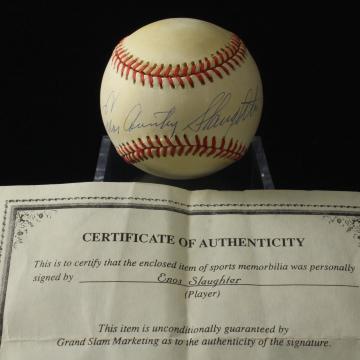 Country Slaughter
CERTIFICATE OF AUTHENTICITY
This is to certify that the enclosed item of sports memorbilia was personally
signed by Enos Slaughter
(Player)
This item is unconditionally guaranteed by
Grand Slam Marketing as to the authenticity of the signature.